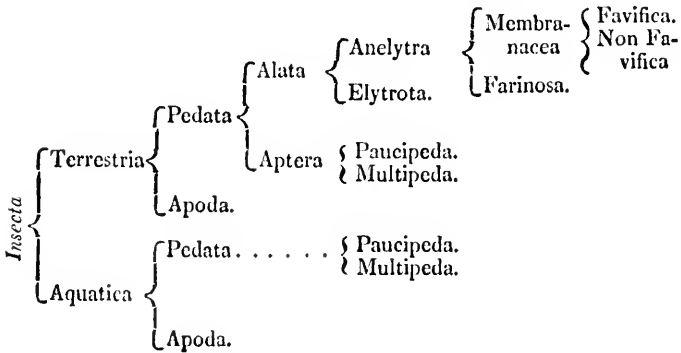 Insecta
Terrestria
Pedata
Alata
Anelytra
Membra-
nacea
Favifica.
Non Fa-
vifica
Farinosa.
Elytrota.
Aptera
Paucipeda.
Multipeda.
Apoda.
Aquatica
Pedata . . . . . .
Paucipeda.
Multipeda.
Apoda.